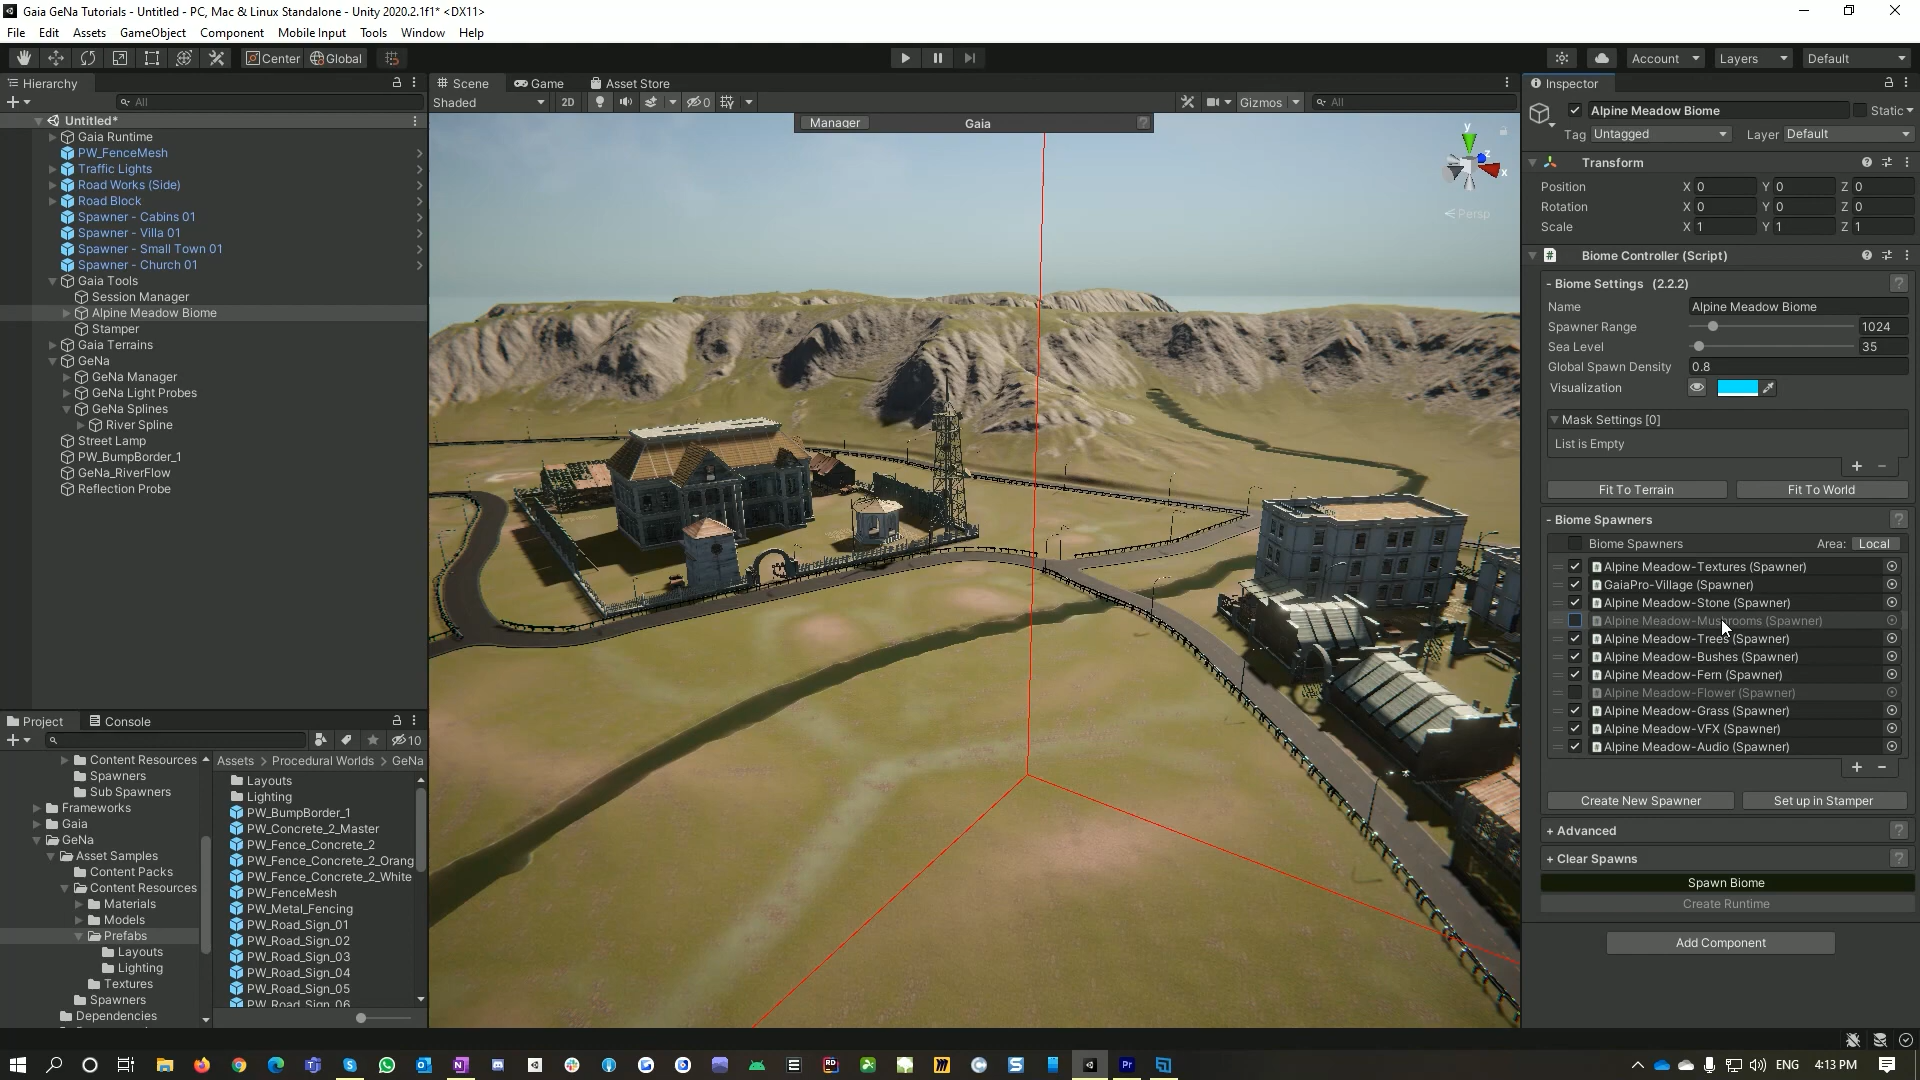 Gaia GeNa Tutorials - Untitled - PC, Mac & Linux Standalone - Unity 2020.2.1f1* <DX11>
File Edit Assets GameObject Component Mobile Input Tools Window Help
Center Global Account Layers Default
Hierarchy
All
Untitled*
Gaia Runtime
PW_FenceMesh
Traffic Lights
Road Works (Side)
Road Block
Spawner - Cabins 01
Spawner - Villa 01
Spawner - Small Town 01
Spawner - Church 01
Gaia Tools
Session Manager
Alpine Meadow Biome
Stamper
Gaia Terrains
GeNa
GeNa Manager
GeNa Light Probes
GeNa Splines
River Spline
Street Lamp
PW_BumpBorder_1
GeNa_RiverFlow
Reflection Probe
Scene Game Asset Store
Shaded 2D 0 Gizmos All
Manager Gaia ?
y
z
x
Persp
Inspector
Alpine Meadow Biome Static
Tag Untagged Layer Default
Transform
Position X 0 Y 0 Z 0
Rotation X 0 Y 0 Z 0
Scale X 1 Y 1 Z 1
# Biome Controller (Script)
- Biome Settings (2.2.2) ?
Name Alpine Meadow Biome
Spawner Range 1024
Sea Level 35
Global Spawn Density 0.8
Visualization
Mask Settings [0]
List is Empty
+ -
Fit To Terrain Fit To World
- Biome Spawners ?
Biome Spawners Area: Local
Alpine Meadow-Textures (Spawner)
GaiaPro-Village (Spawner)
Alpine Meadow-Stone (Spawner)
Alpine Meadow-Mushrooms (Spawner)
Alpine Meadow-Trees (Spawner)
Alpine Meadow-Bushes (Spawner)
Alpine Meadow-Fern (Spawner)
Alpine Meadow-Flower (Spawner)
Alpine Meadow-Grass (Spawner)
Alpine Meadow-VFX (Spawner)
Alpine Meadow-Audio (Spawner)
+ -
Create New Spawner Set up in Stamper
+ Advanced ?
+ Clear Spawns ?
Spawn Biome
Create Runtime
Add Component
Project Console
10
Content Resources
Spawners
Sub Spawners
Frameworks
Gaia
GeNa
Asset Samples
Content Packs
Content Resources
Materials
Models
Prefabs
Layouts
Lighting
Textures
Spawners
Dependencies
Assets > Procedural Worlds > GeNa
Layouts
Lighting
PW_BumpBorder_1
PW_Concrete_2_Master
PW_Fence_Concrete_2
PW_Fence_Concrete_2_Orang
PW_Fence_Concrete_2_White
PW_FenceMesh
PW_Metal_Fencing
PW_Road_Sign_01
PW_Road_Sign_02
PW_Road_Sign_03
PW_Road_Sign_04
PW_Road_Sign_05
PW_Road_Sign_06
ENG 4:13 PM